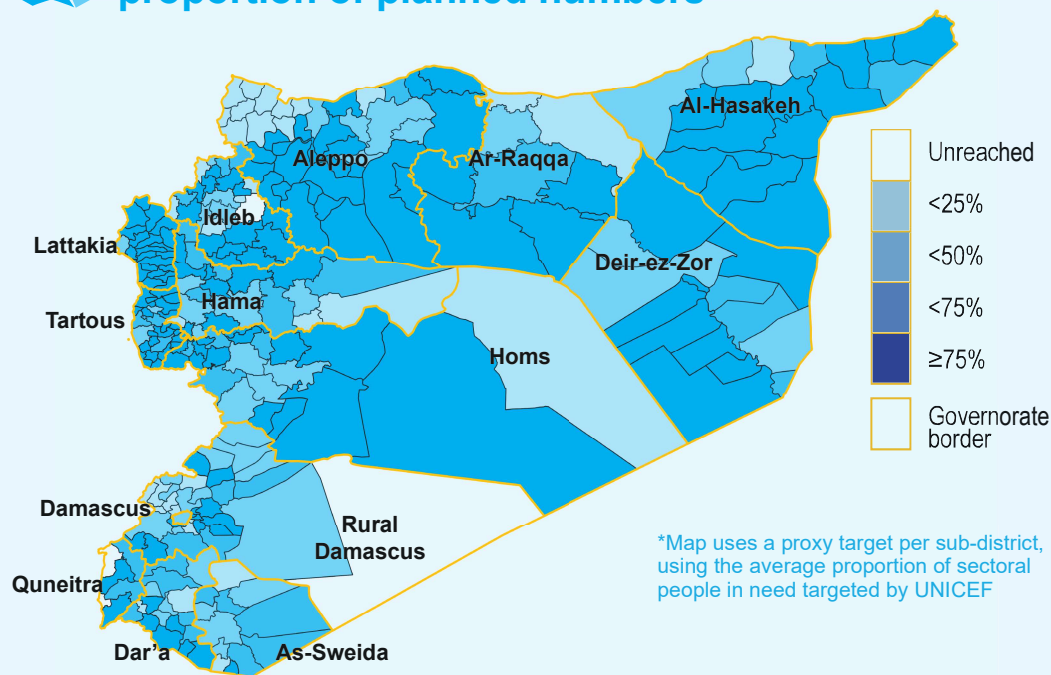 proportion of planned numbers
Al-Hasakeh
Aleppo
Ar-Raqqa
Idleb
Lattakia
Deir-ez-Zor
Hama
Tartous
Homs
Damascus
Rural
Damascus
Quneitra
Dar'a
As-Sweida
Unreached
<25%
<50%
<75%
≥75%
Governorate
border
*Map uses a proxy target per sub-district,
using the average proportion of sectoral
people in need targeted by UNICEF